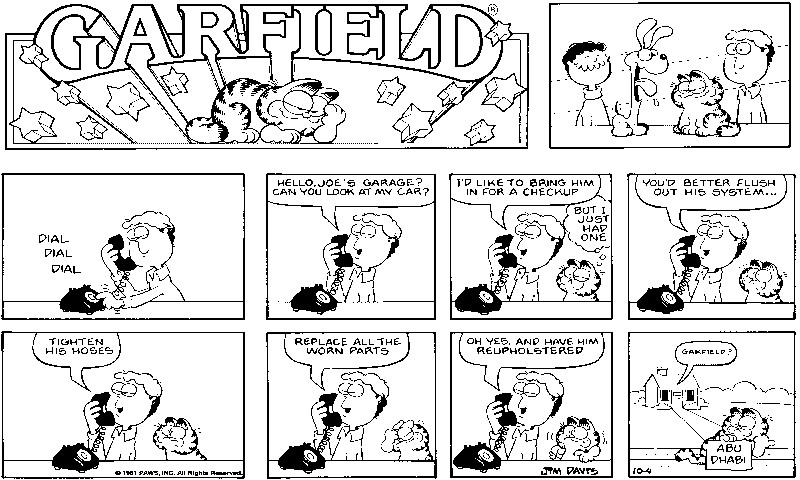 GARFIELD®
DIAL
DIAL
DIAL
HELLO, JOE'S GARAGE?
CAN YOU LOOK AT MY CAR?
I'D LIKE TO BRING HIM
IN FOR A CHECKUP
BUT I
JUST
HAD
ONE
YOU'D BETTER FLUSH
OUT HIS SYSTEM...
TIGHTEN
HIS HOSES
© 1981 PAWS, INC. All Rights Reserved.
REPLACE ALL THE
WORN PARTS
OH YES, AND HAVE HIM
REUPHOLSTERED
JIM DAVIS
GARFIELD?
ABU
DHABI
10-4